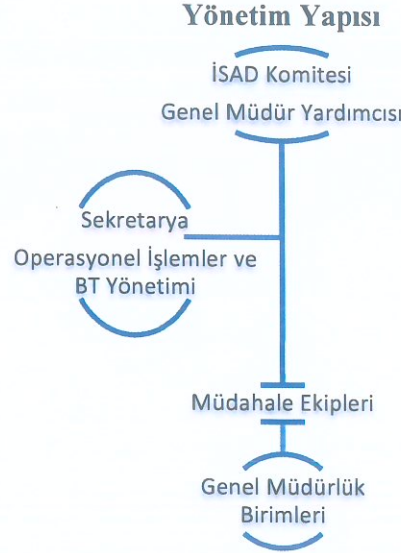 Yönetim Yapısı
İSAD Komitesi
Genel Müdür Yardımcısı
Sekretarya
Operasyonel İşlemler ve
BT Yönetimi
Müdahale Ekipleri
Genel Müdürlük
Birimleri